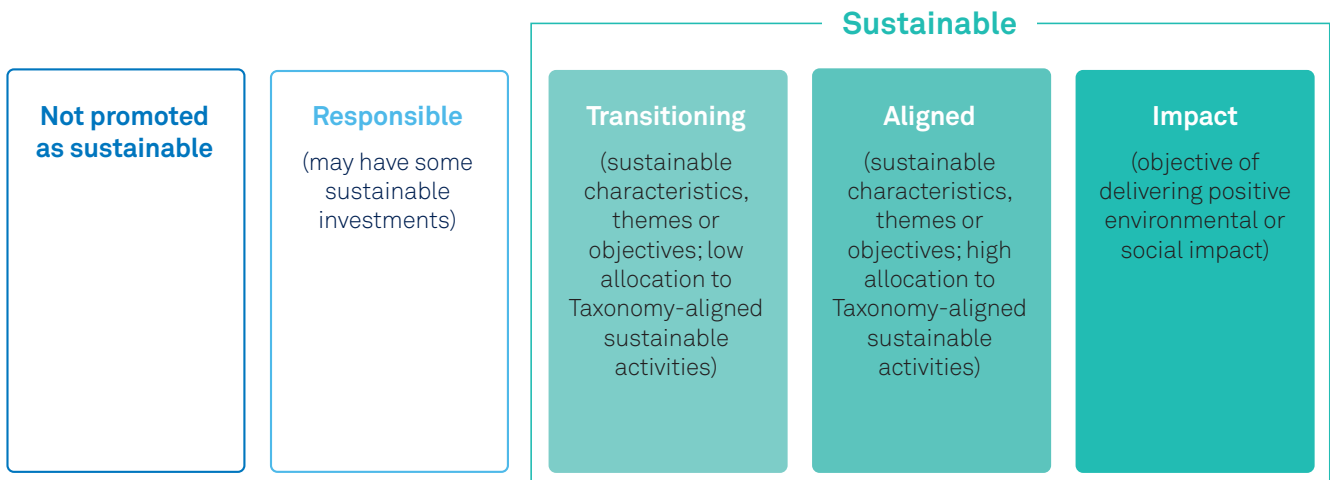 Sustainable
Not promoted
as sustainable
Responsible
(may have some
sustainable
investments)
Transitioning
(sustainable
characteristics,
themes or
objectives; low
allocation to
Taxonomy-aligned
sustainable
activities)
Aligned
(sustainable
characteristics,
themes or
objectives; high
allocation to
Taxonomy-aligned
sustainable
activities)
Impact
(objective of
delivering positive
environmental or
social impact)